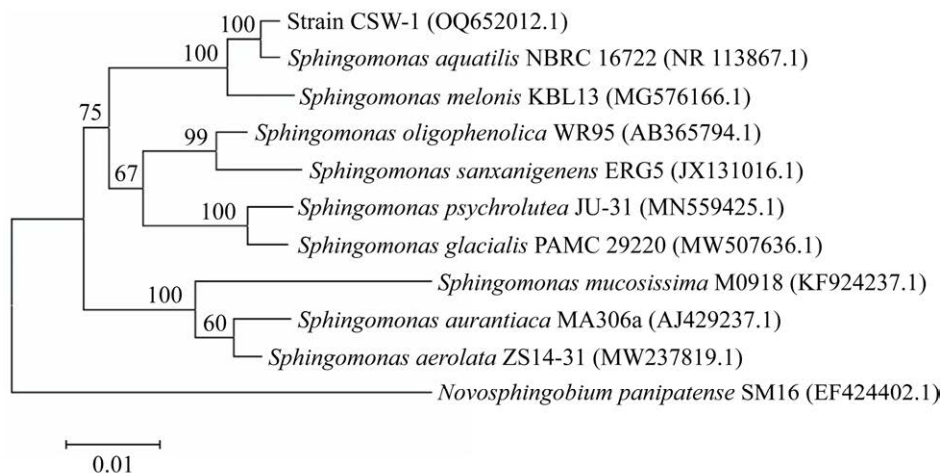 100
Strain CSW-1 (OQ652012.1)
100
Sphingomonas aquatilis NBRC 16722 (NR 113867.1)
Sphingomonas melonis KBL13 (MG576166.1)
75
Sphingomonas oligophenolica WR95 (AB365794.1)
99
67
Sphingomonas sanxanigenens ERG5 (JX131016.1)
Sphingomonas psychrolutea JU-31 (MN559425.1)
100
Sphingomonas glacialis PAMC 29220 (MW507636.1)
Sphingomonas mucosissima M0918 (KF924237.1)
100
Sphingomonas aurantiaca MA306a (AJ429237.1)
60
Sphingomonas aerolata ZS14-31 (MW237819.1)
Novosphingobium panipatense SM16 (EF424402.1)
0.01